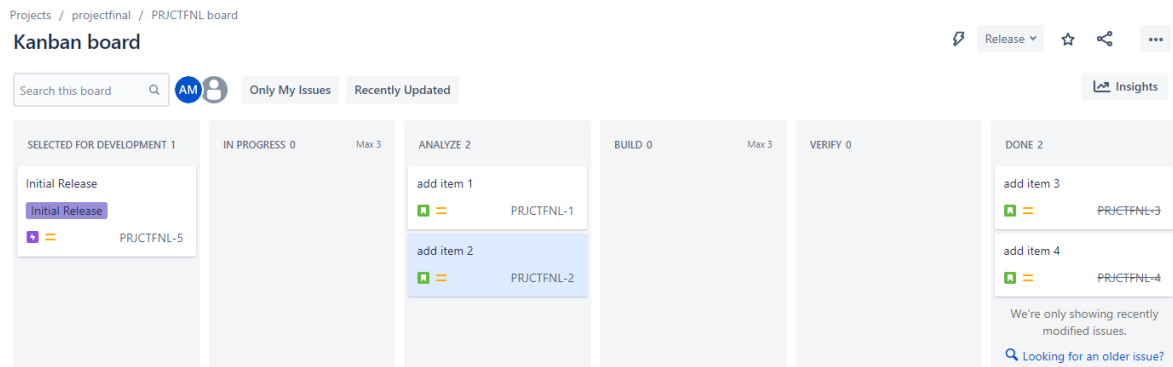 Projects / projectfinal / PRJCTFNL board
Kanban board
Release
Search this board
AM
Only My Issues
Recently Updated
Insights
SELECTED FOR DEVELOPMENT 1
IN PROGRESS 0 Max 3
ANALYZE 2
BUILD 0 Max 3
VERIFY 0
DONE 2
Initial Release
Initial Release
PRJCTFNL-5
add item 1
PRJCTFNL-1
add item 2
PRJCTFNL-2
add item 3
PRJCTFNL-3
add item 4
PRJCTFNL-4
We're only showing recently
modified issues.
Looking for an older issue?